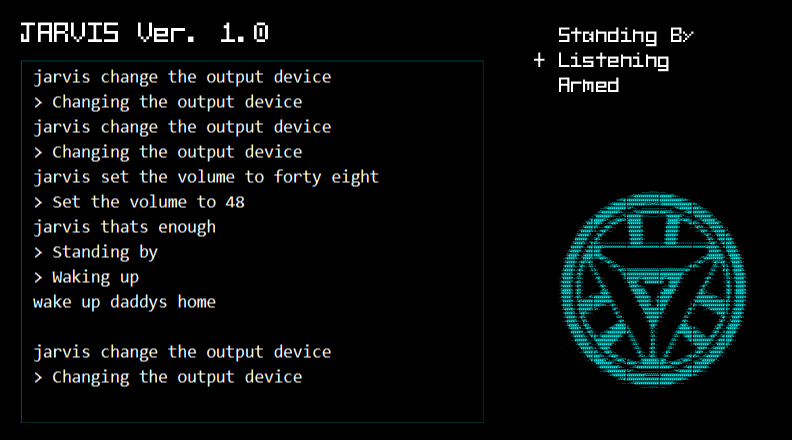 JARVIS Ver. 1.0
jarvis change the output device
> Changing the output device
jarvis change the output device
> Changing the output device
jarvis set the volume to forty eight
> Set the volume to 48
jarvis thats enough
> Standing by
> Waking up
wake up daddys home
jarvis change the output device
> Changing the output device
Standing By
+ Listening
Armed